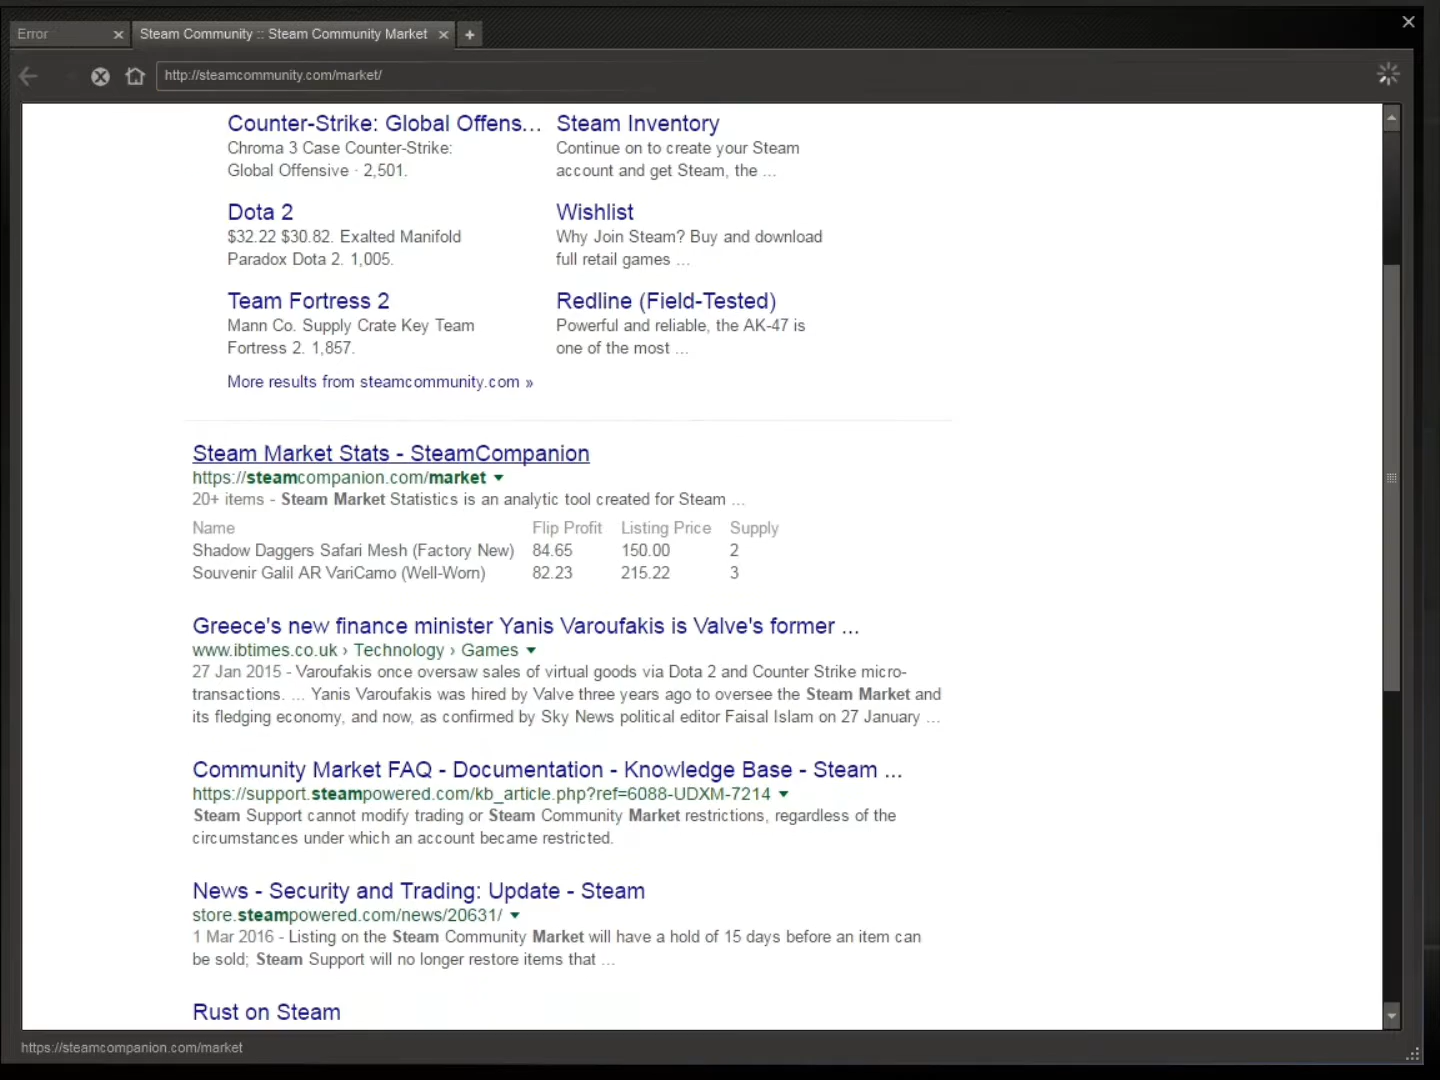 Error
Steam Community :: Steam Community Market
http://steamcommunity.com/market/
Counter-Strike: Global Offens...
Chroma 3 Case Counter-Strike:
Global Offensive · 2,501.
Steam Inventory
Continue on to create your Steam
account and get Steam, the ...
Dota 2
$32.22 $30.82. Exalted Manifold
Paradox Dota 2. 1,005.
Wishlist
Why Join Steam? Buy and download
full retail games ...
Team Fortress 2
Mann Co. Supply Crate Key Team
Fortress 2. 1,857.
Redline (Field-Tested)
Powerful and reliable, the AK-47 is
one of the most ...
More results from steamcommunity.com »
Steam Market Stats - SteamCompanion
https://steamcompanion.com/market
20+ items - Steam Market Statistics is an analytic tool created for Steam ...
Name Flip Profit Listing Price Supply
Shadow Daggers Safari Mesh (Factory New) 84.65 150.00 2
Souvenir Galil AR VariCamo (Well-Worn) 82.23 215.22 3
Greece's new finance minister Yanis Varoufakis is Valve's former ...
www.ibtimes.co.uk › Technology › Games
27 Jan 2015 - Varoufakis once oversaw sales of virtual goods via Dota 2 and Counter Strike micro-
transactions. ... Yanis Varoufakis was hired by Valve three years ago to oversee the Steam Market and
its fledging economy, and now, as confirmed by Sky News political editor Faisal Islam on 27 January ...
Community Market FAQ - Documentation - Knowledge Base - Steam ...
https://support.steampowered.com/kb_article.php?ref=6088-UDXM-7214
Steam Support cannot modify trading or Steam Community Market restrictions, regardless of the
circumstances under which an account became restricted.
News - Security and Trading: Update - Steam
store.steampowered.com/news/20631/
1 Mar 2016 - Listing on the Steam Community Market will have a hold of 15 days before an item can
be sold; Steam Support will no longer restore items that ...
Rust on Steam
https://steamcompanion.com/market